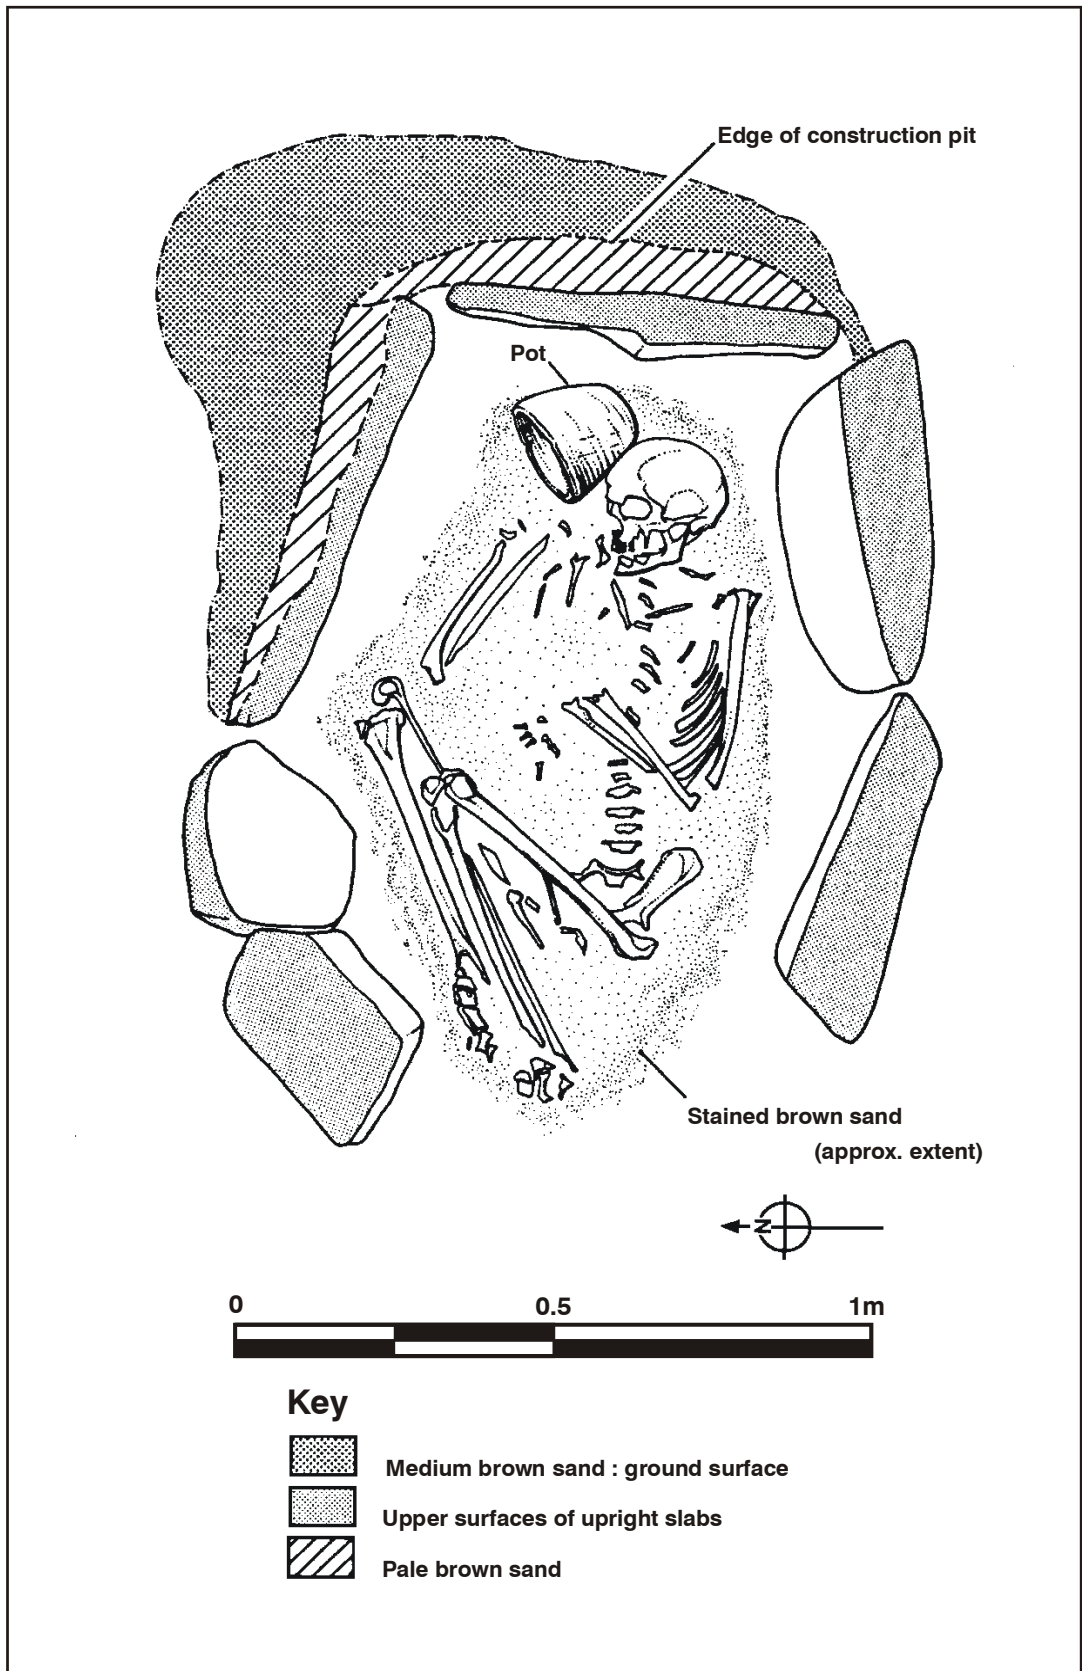 Edge of construction pit
Pot
Stained brown sand
(approx. extent)
N
0 0.5 1m
Key
Medium brown sand : ground surface
Upper surfaces of upright slabs
Pale brown sand